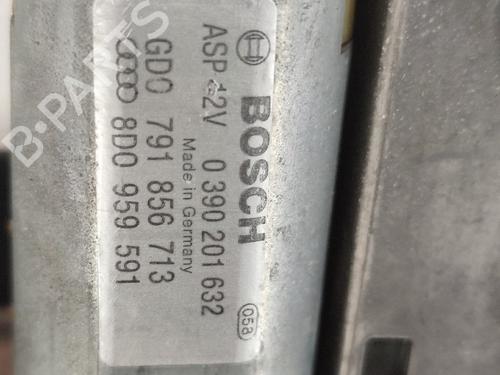 BOSCH
ASP 12V 0 390 201 632
Made in Germany
GDO 791 856 713
8D0 959 591
058
B-PARTS